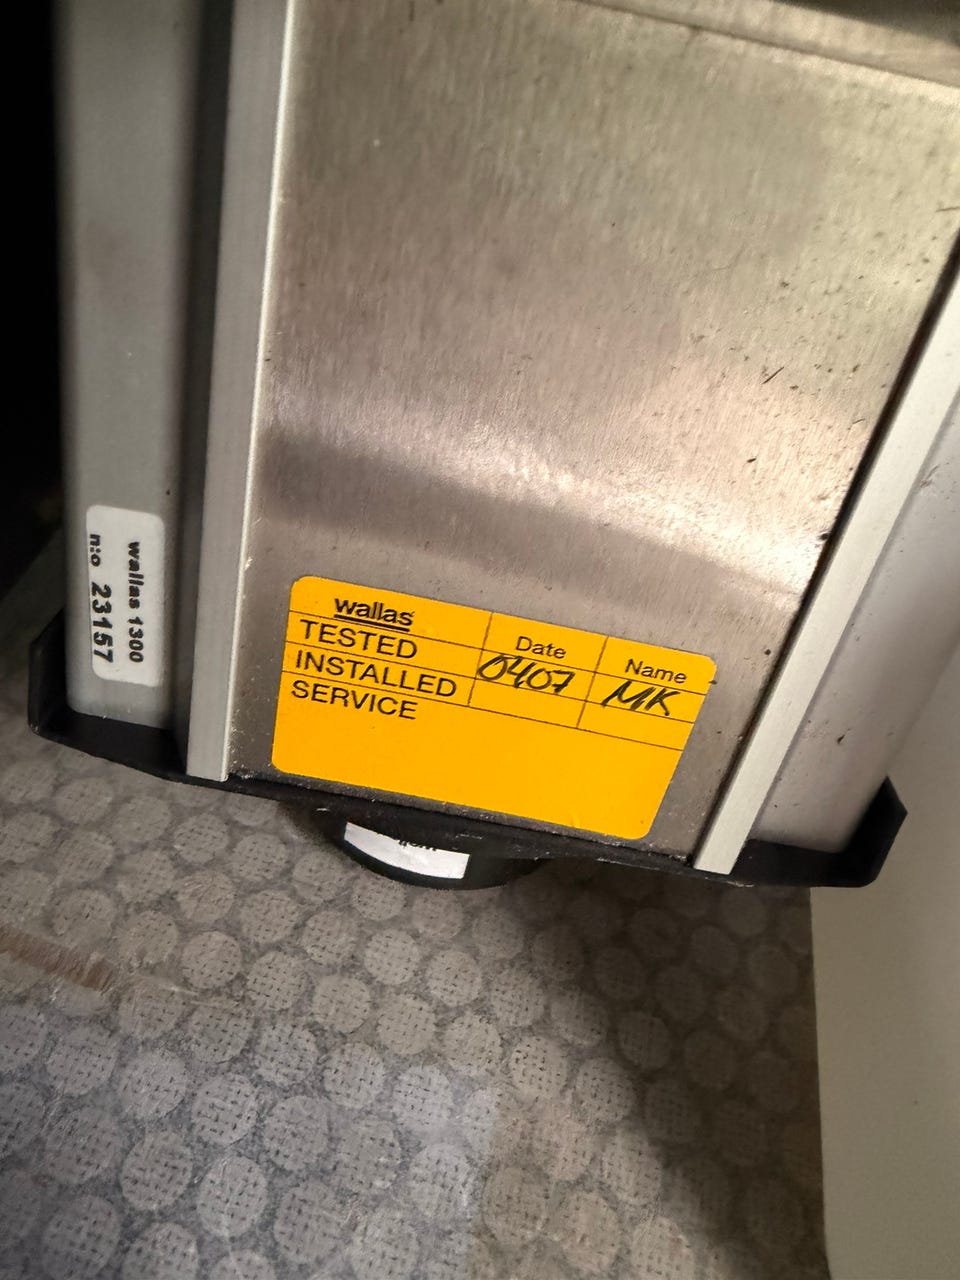 wallas 1300
n:o 23157
wallas Date Name
TESTED 0407 MK
INSTALLED
SERVICE